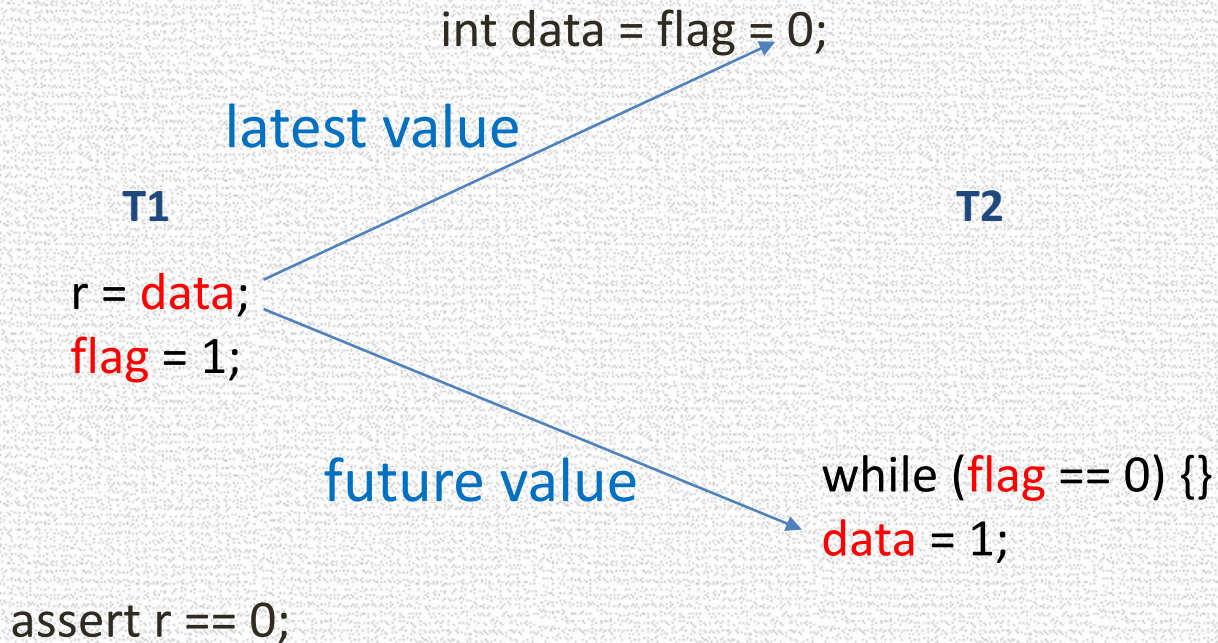 int data = flag = 0;
latest value
T1
T2
r = data;
flag = 1;
future value
while (flag == 0) {}
data = 1;
assert r == 0;